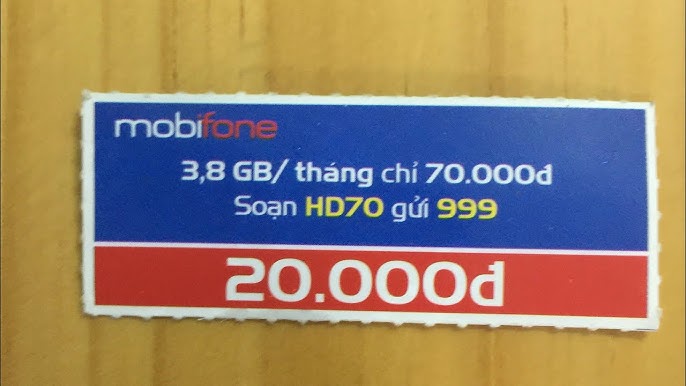 mobifone
3,8 GB/ tháng chỉ 70.000đ
Soạn HD70 gửi 999
20.000đ